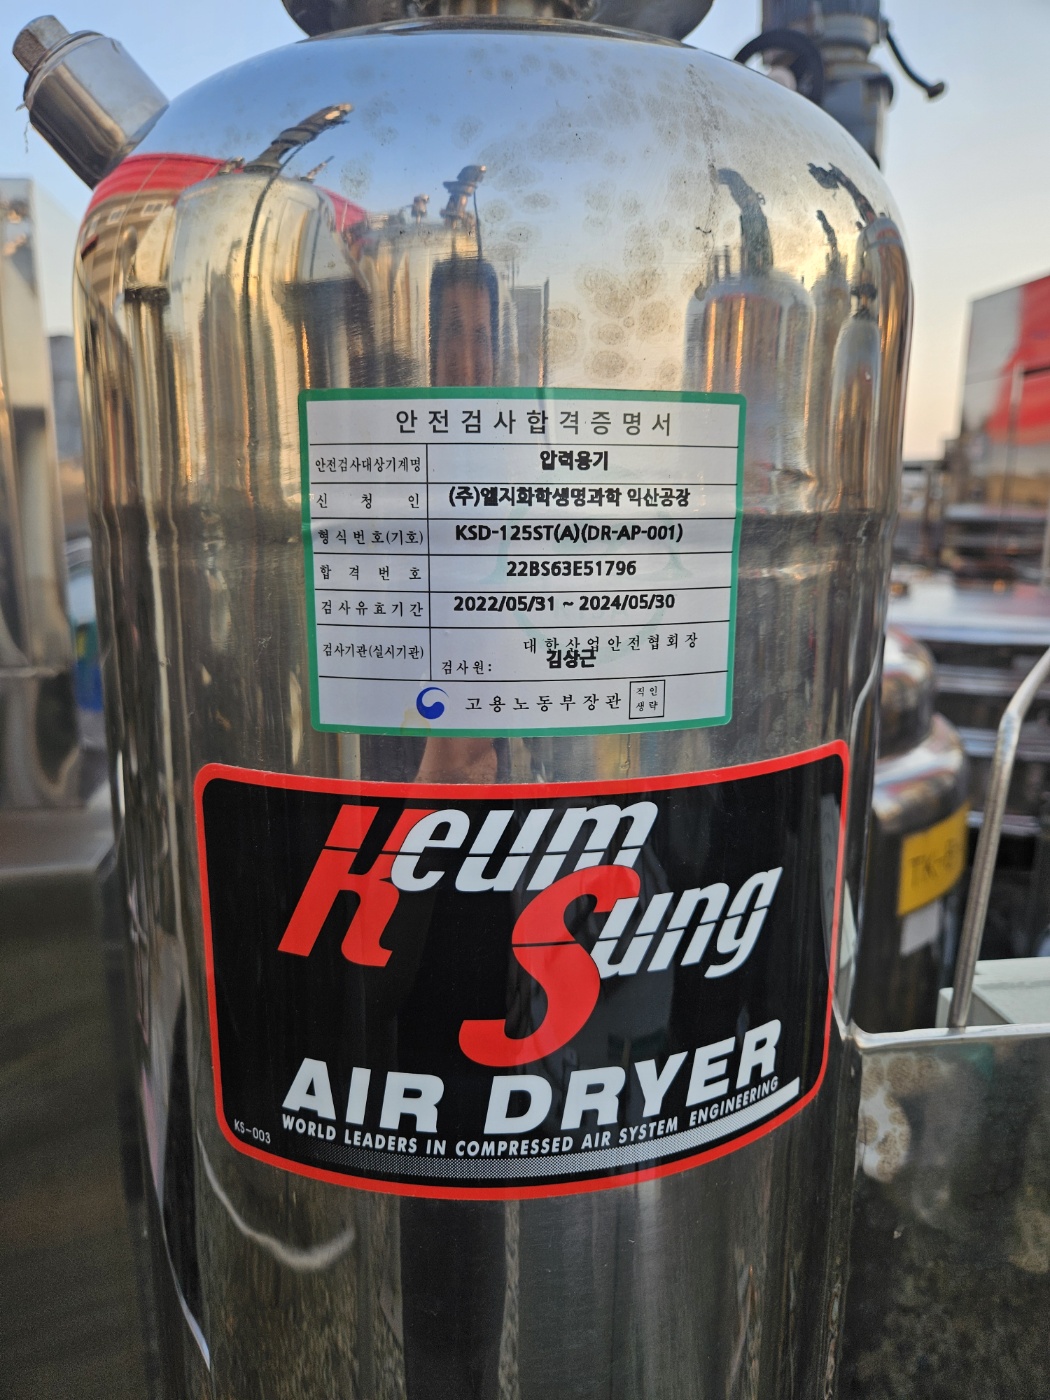 안전검사합격증명서
안전검사대상기계명 압력용기
신 청 인 (주)엘지화학생명과학 익산공장
형식번호(기호) KSD-125ST(A)(DR-AP-001)
합 격 번 호 22BS63E51796
검사유효기간 2022/05/31 ~ 2024/05/30
검사기관(실시기관) 대한산업안전협회장
검사원: 김상근
고용노동부장관 직인
생략
Keum
Sung
AIR DRYER
WORLD LEADERS IN COMPRESSED AIR SYSTEM ENGINEERING
KS-003